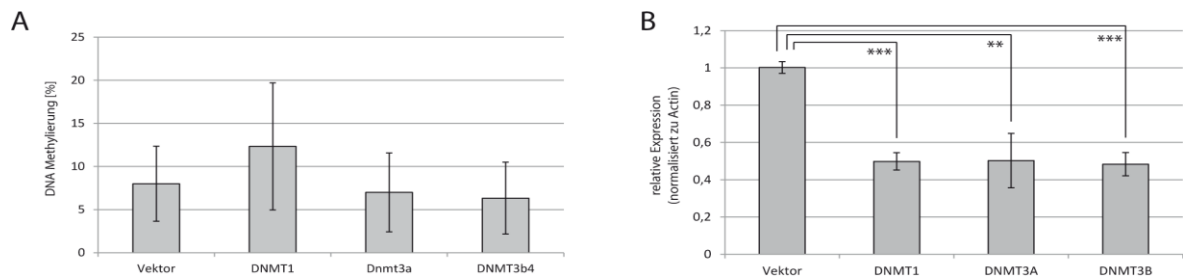 A
DNA Methylierung [%]
25
20
15
10
5
0
Vektor
DNMT1
Dnmt3a
DNMT3b4
B
relative Expression
(normalisiert zu Actin)
1,2
1
0,8
0,6
0,4
0,2
0
***
**
***
Vektor
DNMT1
DNMT3A
DNMT3B